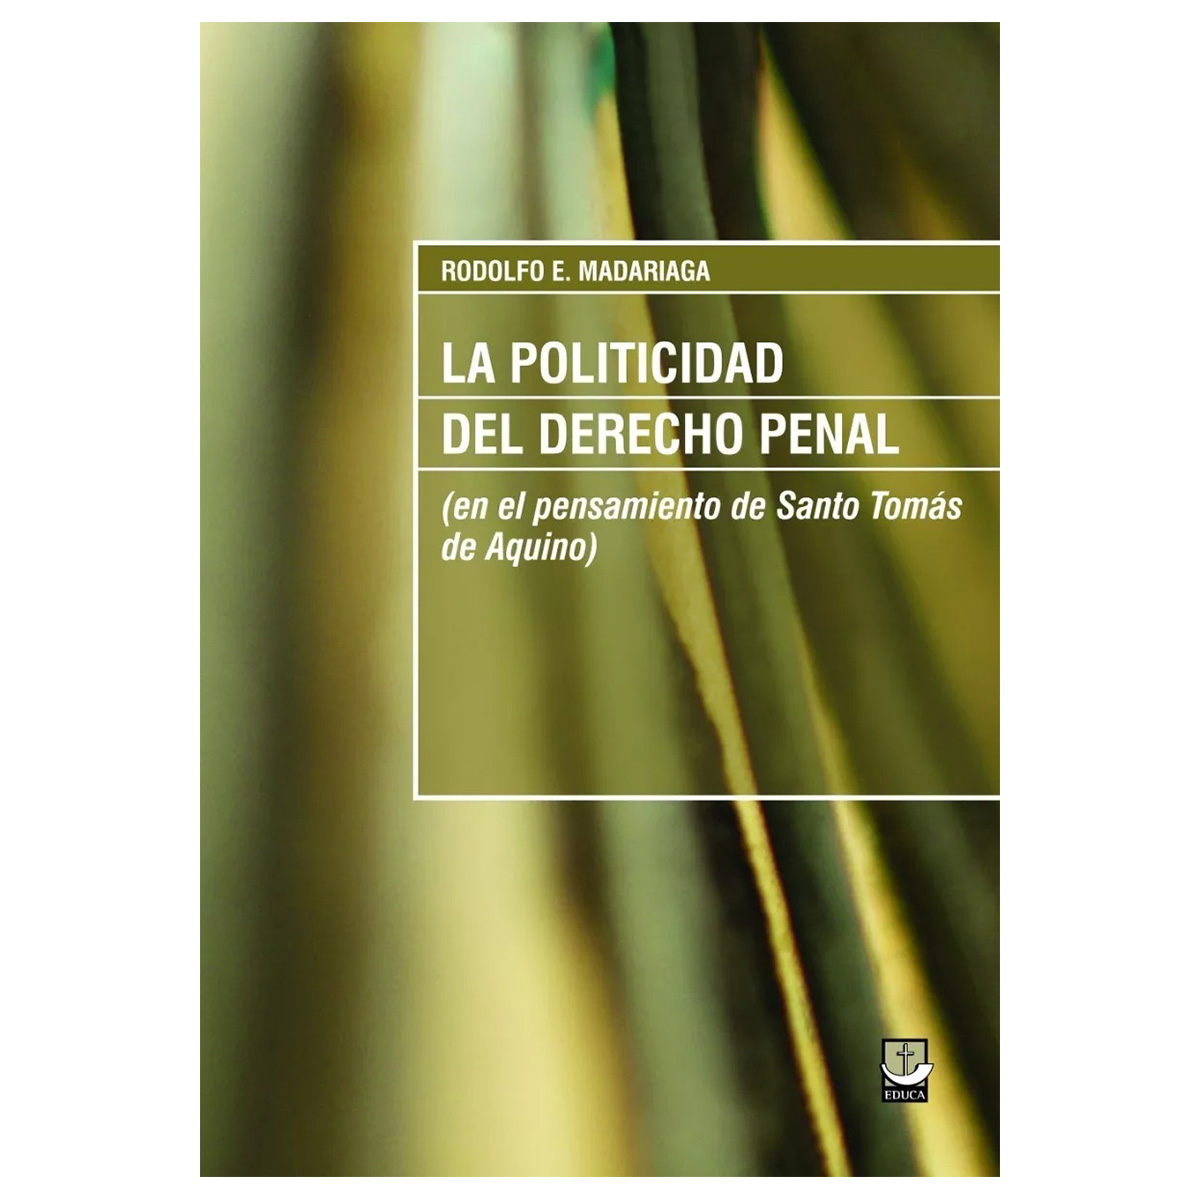 RODOLFO E. MADARIAGA
LA POLITICIDAD
DEL DERECHO PENAL
(en el pensamiento de Santo Tomás
de Aquino)
EDUCA